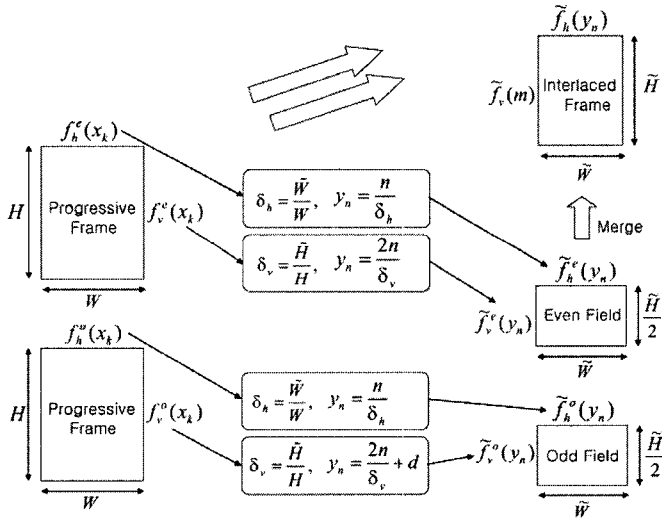 f̃_h(y_n)
f̃_v(m)
Interlaced
Frame
H̃
W̃
Merge
f_h^e(x_k)
H
Progressive
Frame
f_v^e(x_k)
W
δ_h = W̃/W, y_n = n/δ_h
δ_v = H̃/H, y_n = 2n/δ_v
f̃_h^e(y_n)
f̃_v^e(y_n)
Even Field
H̃/2
W̃
f_h^o(x_k)
H
Progressive
Frame
f_v^o(x_k)
W
δ_h = W̃/W, y_n = n/δ_h
δ_v = H̃/H, y_n = 2n/δ_v + d
f̃_h^o(y_n)
f̃_v^o(y_n)
Odd Field
H̃/2
W̃